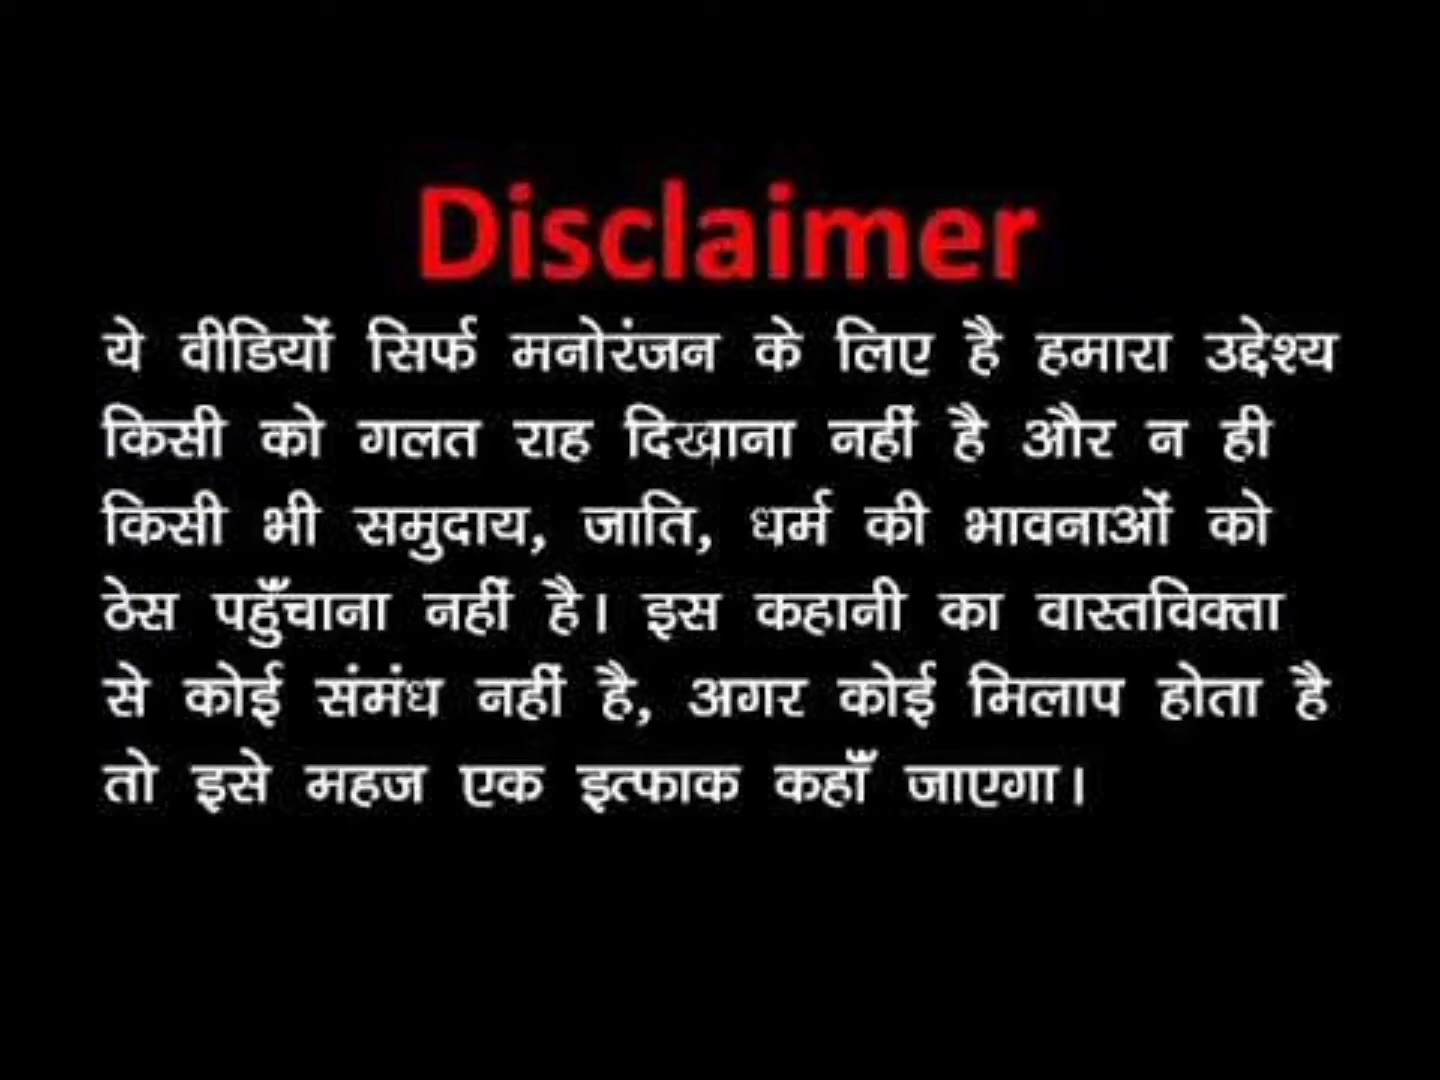 Disclaimer
ये वीडियों सिर्फ मनोरंजन के लिए है हमारा उद्देश्य
किसी को गलत राह दिखाना नहीं है और न ही
किसी भी समुदाय, जाति, धर्म की भावनाओं को
ठेस पहुँचाना नहीं है। इस कहानी का वास्तविक्ता
से कोई संमंध नहीं है, अगर कोई मिलाप होता है
तो इसे महज एक इत्फाक कहाँ जाएगा।